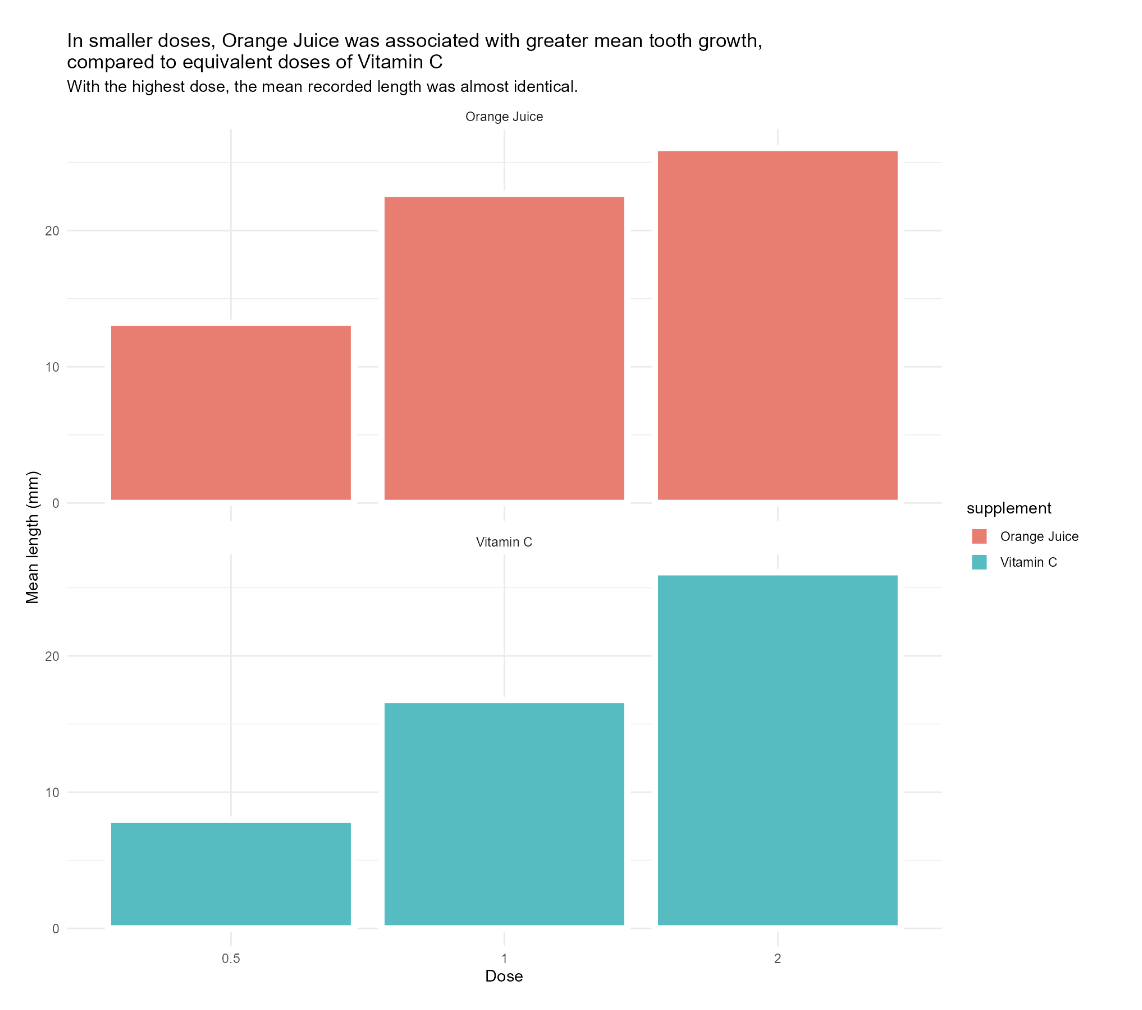 In smaller doses, Orange Juice was associated with greater mean tooth growth,
compared to equivalent doses of Vitamin C
With the highest dose, the mean recorded length was almost identical.
Orange Juice
20
10
0
Mean length (mm)
Vitamin C
20
10
0
0.5 1 2
Dose
supplement
Orange Juice
Vitamin C